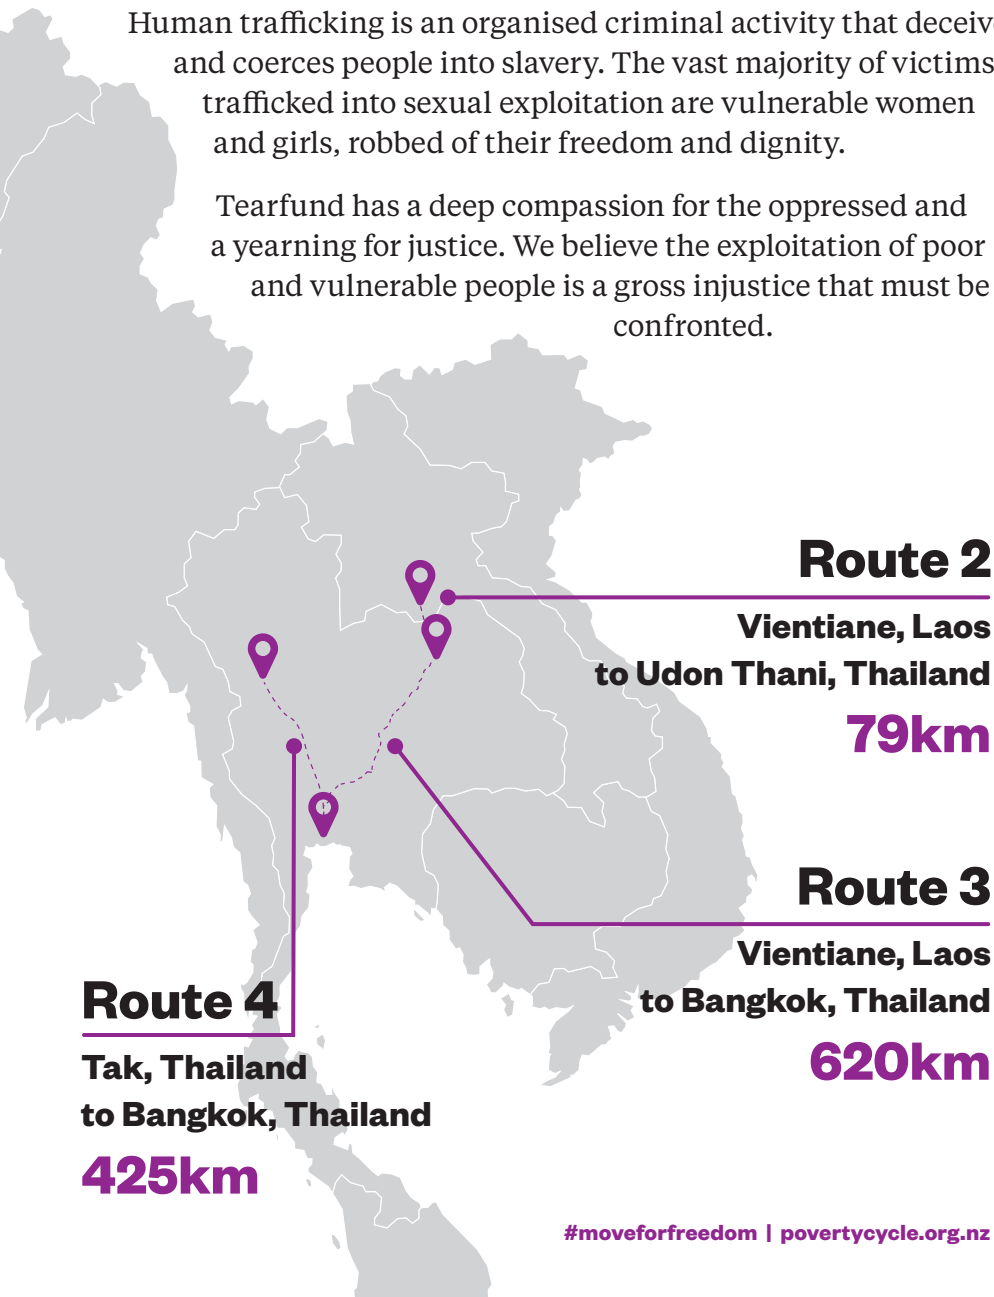 Human trafficking is an organised criminal activity that deceiv
and coerces people into slavery. The vast majority of victims
trafficked into sexual exploitation are vulnerable women
and girls, robbed of their freedom and dignity.
Tearfund has a deep compassion for the oppressed and
a yearning for justice. We believe the exploitation of poor
and vulnerable people is a gross injustice that must be
confronted.
Route 2
Vientiane, Laos
to Udon Thani, Thailand
79km
Route 3
Vientiane, Laos
to Bangkok, Thailand
620km
Route 4
Tak, Thailand
to Bangkok, Thailand
425km
#moveforfreedom | povertycycle.org.nz